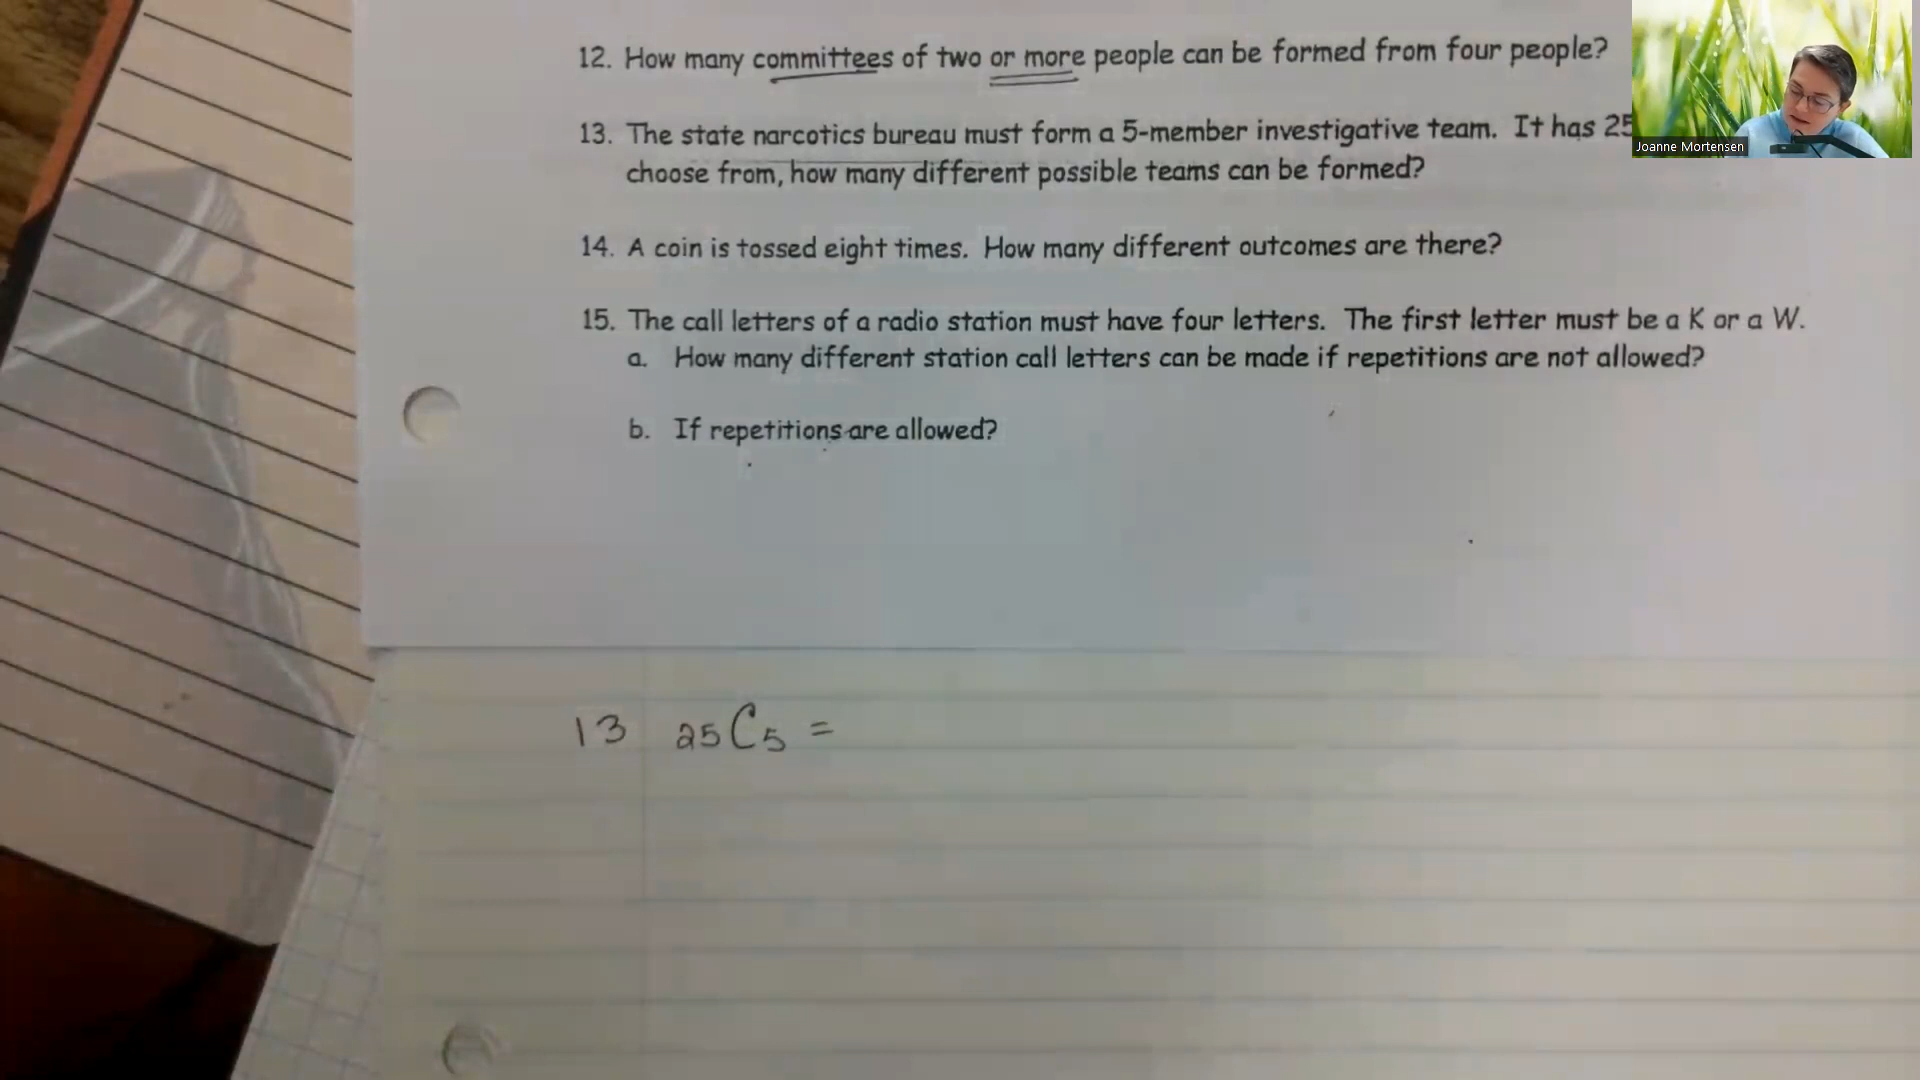 12. How many committees of two or more people can be formed from four people?
13. The state narcotics bureau must form a 5-member investigative team. It has 25
choose from, how many different possible teams can be formed?
14. A coin is tossed eight times. How many different outcomes are there?
15. The call letters of a radio station must have four letters. The first letter must be a K or a W.
a. How many different station call letters can be made if repetitions are not allowed?
b. If repetitions are allowed?
Joanne Mortensen
13 25C5 =